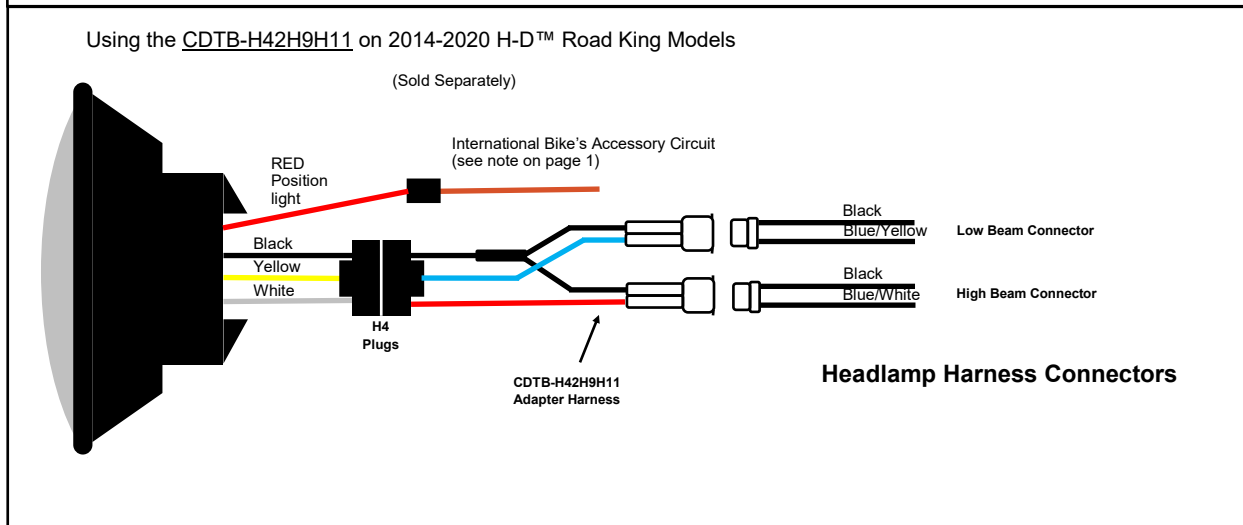 Using the CDTB-H42H9H11 on 2014-2020 H-D™ Road King Models
(Sold Separately)
International Bike's Accessory Circuit
(see note on page 1)
RED
Position
light
Black
Yellow
White
H4
Plugs
CDTB-H42H9H11
Adapter Harness
Black
Blue/Yellow
Low Beam Connector
Black
Blue/White
High Beam Connector
Headlamp Harness Connectors